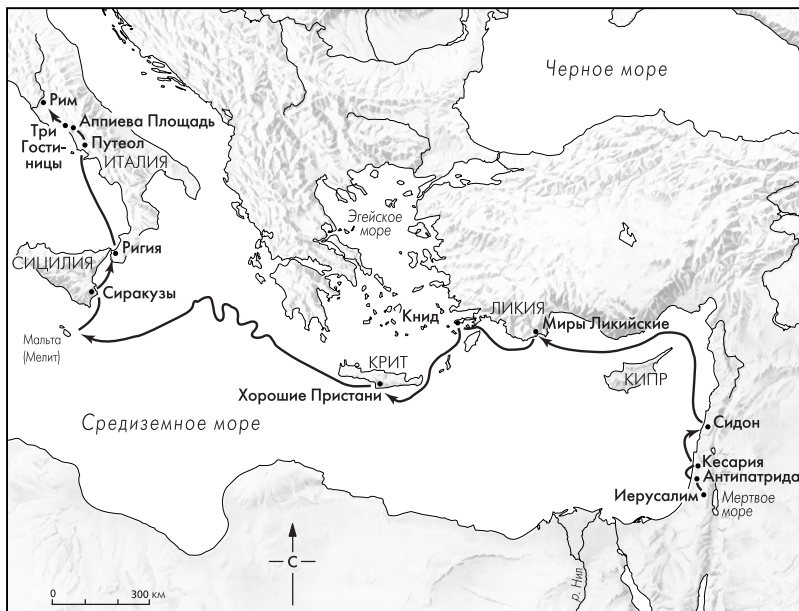 Черное море
Рим
Аппиева Площадь
Три
Гости-
ницы
Путеол
ИТАЛИЯ
Эгейское
море
Ригия
СИЦИЛИЯ
Сиракузы
Мальта
(Мелит)
Книд
ЛИКИЯ
Миры Ликийские
КРИТ
Хорошие Пристани
КИПР
Средиземное море
Сидон
Кесария
Антипатрида
Иерусалим
Мертвое
море
С
р. Нил
0 300 км